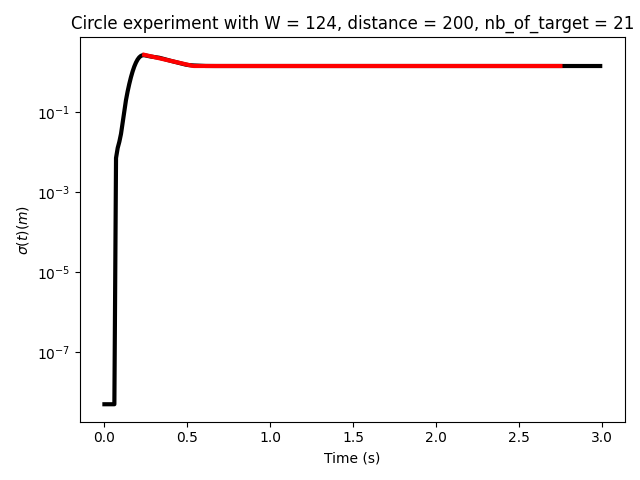 Circle experiment with W = 124, distance = 200, nb_of_target = 21
10⁻¹
10⁻³
10⁻⁵
10⁻⁷
σ(t)(m)
0.0 0.5 1.0 1.5 2.0 2.5 3.0
Time (s)